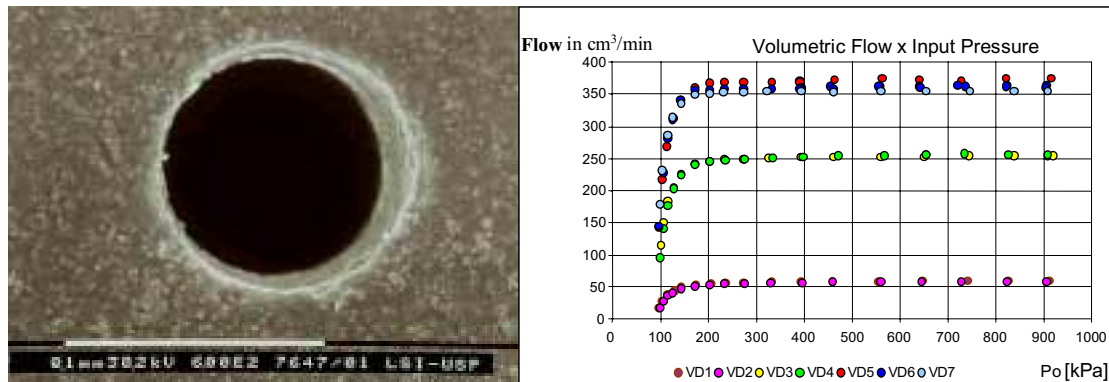 01mm302kV 600E2 7647/01 LSI-USP
Flow in cm³/min
Volumetric Flow x Input Pressure
400
350
300
250
200
150
100
50
0
0 100 200 300 400 500 600 700 800 900 1000
VD1 VD2 VD3 VD4 VD5 VD6 VD7
Po [kPa]